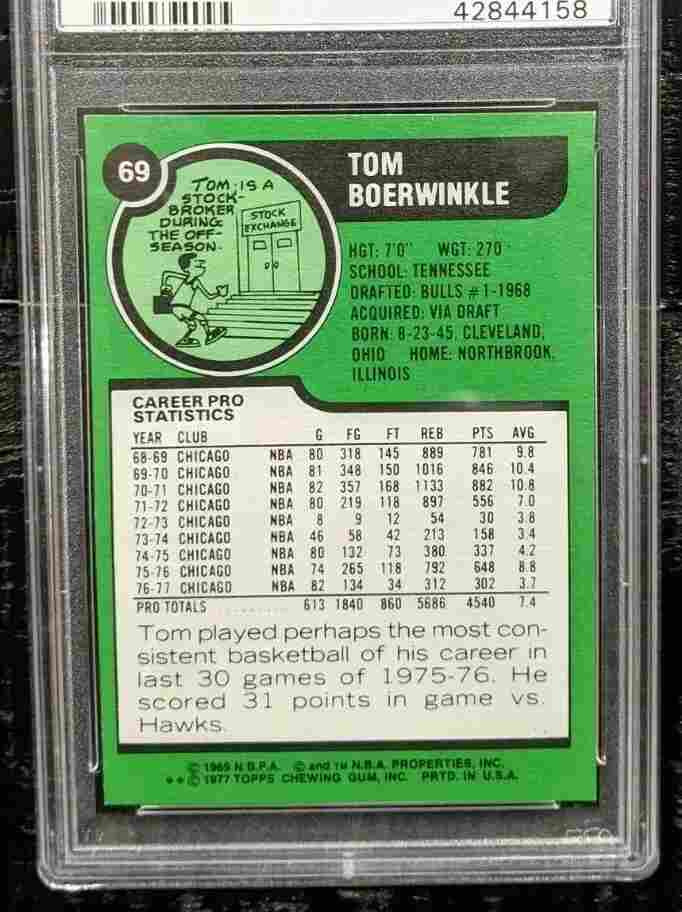 42844158
69
TOM IS A
STOCK-
BROKER
DURING
THE OFF-
SEASON.
STOCK
EXCHANGE
TOM
BOERWINKLE
HGT: 7'0" WGT: 270
SCHOOL: TENNESSEE
DRAFTED: BULLS #1-1968
ACQUIRED: VIA DRAFT
BORN: 8-23-45, CLEVELAND,
OHIO HOME: NORTHBROOK,
ILLINOIS
CAREER PRO
STATISTICS
YEAR CLUB G FG FT REB PTS AVG
68-69 CHICAGO NBA 80 318 145 889 781 9.8
69-70 CHICAGO NBA 81 348 150 1016 846 10.4
70-71 CHICAGO NBA 82 357 168 1133 882 10.8
71-72 CHICAGO NBA 80 219 118 897 556 7.0
72-73 CHICAGO NBA 8 9 12 54 30 3.8
73-74 CHICAGO NBA 46 58 42 213 158 3.4
74-75 CHICAGO NBA 80 132 73 380 337 4.2
75-76 CHICAGO NBA 74 265 118 792 648 8.8
76-77 CHICAGO NBA 82 134 34 312 302 3.7
PRO TOTALS 613 1840 860 5686 4540 7.4
Tom played perhaps the most con-
sistent basketball of his career in
last 30 games of 1975-76. He
scored 31 points in game vs.
Hawks.
© 1969 N.B.P.A. © and TM N.B.A. PROPERTIES, INC.
** © 1977 TOPPS CHEWING GUM, INC. PRTD. IN U.S.A.